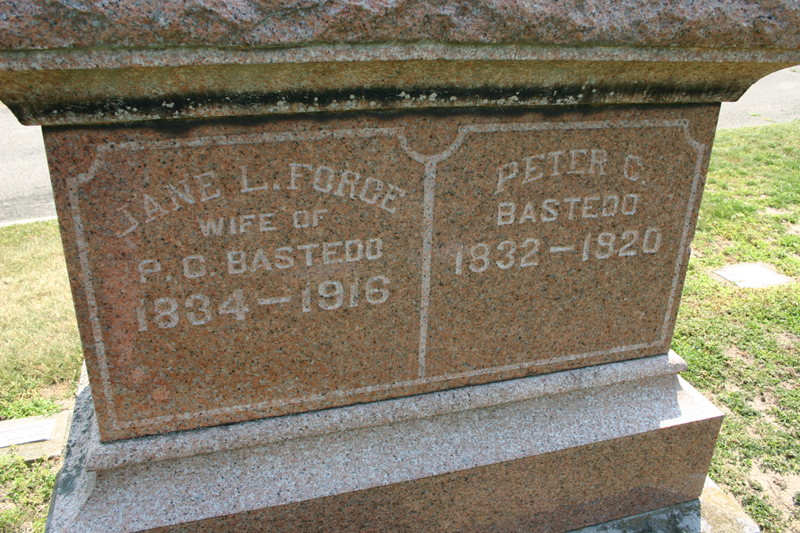 JANE L. FORCE
WIFE OF
P. C. BASTEDO
1834 – 1916
PETER C.
BASTEDO
1832 – 1920